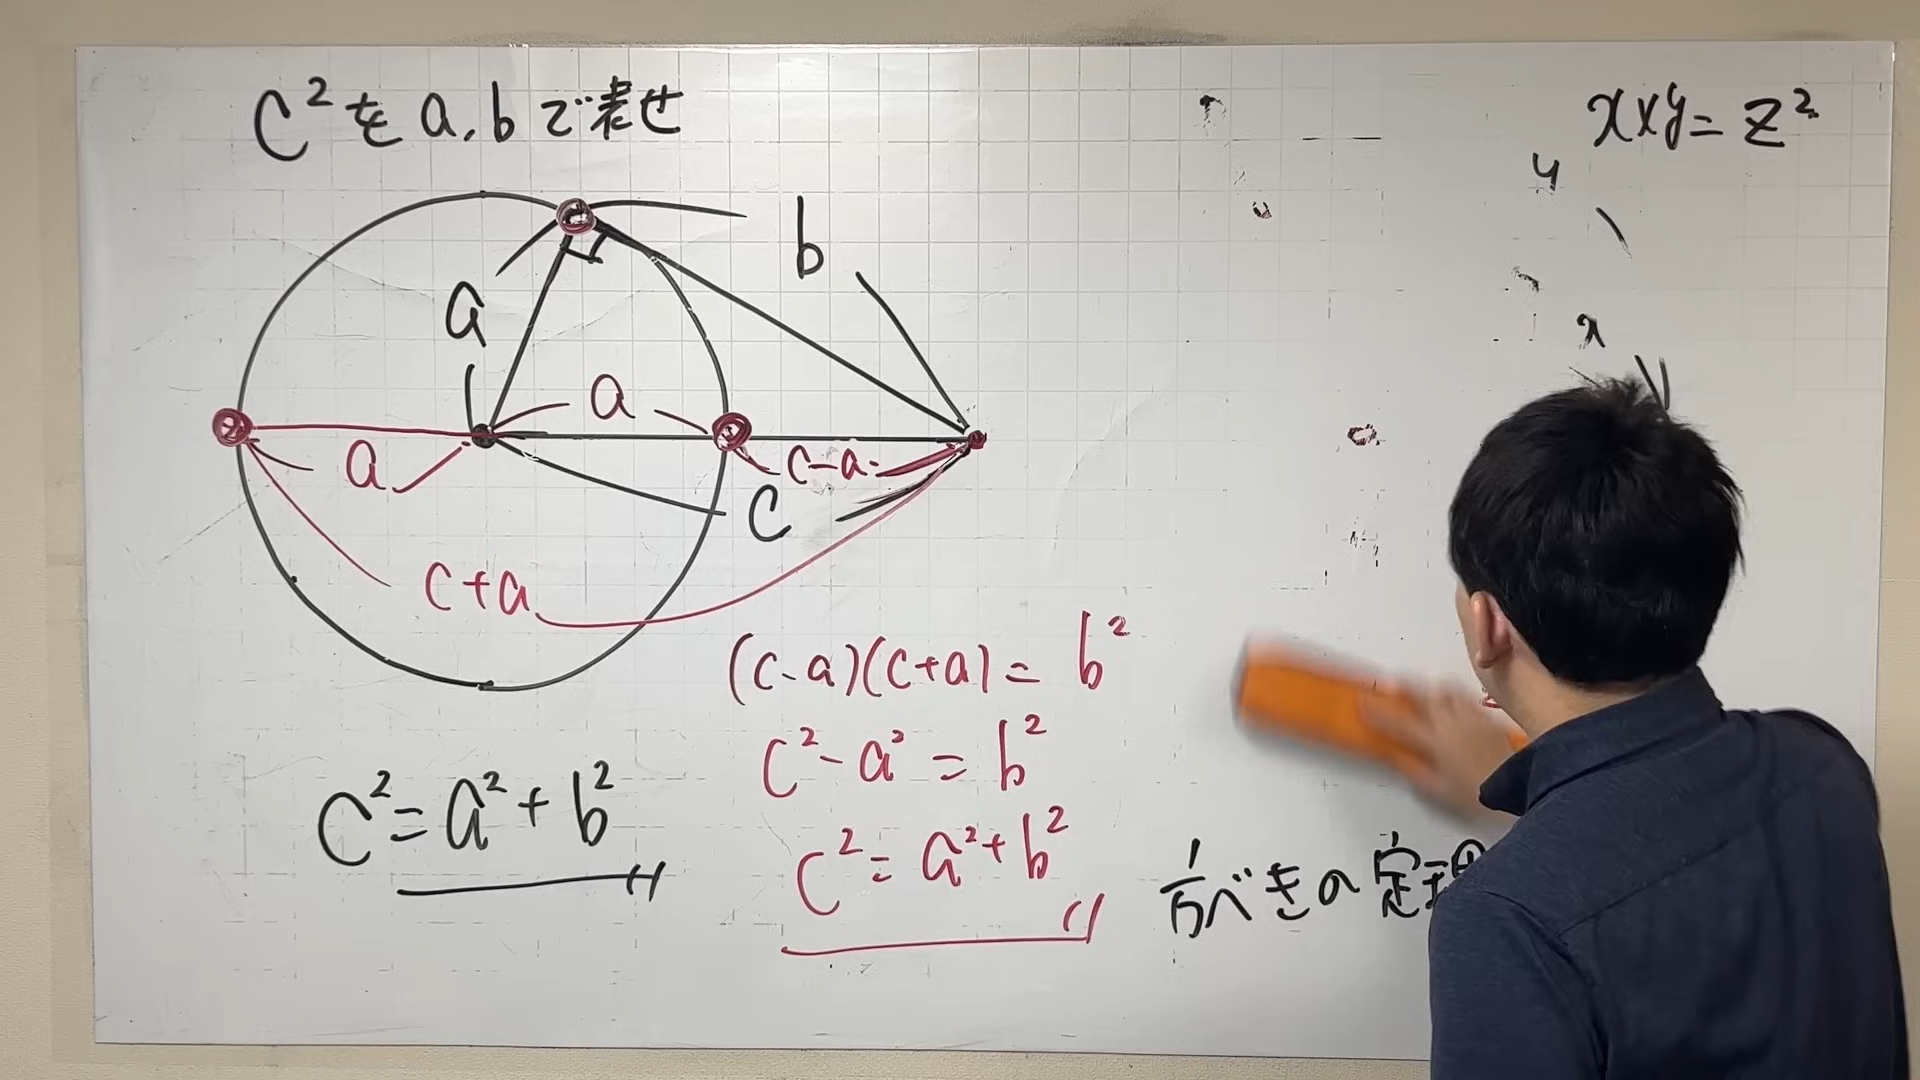 C²をa,bで表せ
x×y=z²
y
b
a
x
a
a
c-a
C
c+a
(c-a)(c+a)=b²
c²-a²=b²
C²=a²+b²
C²=a²+b²
方べきの定理